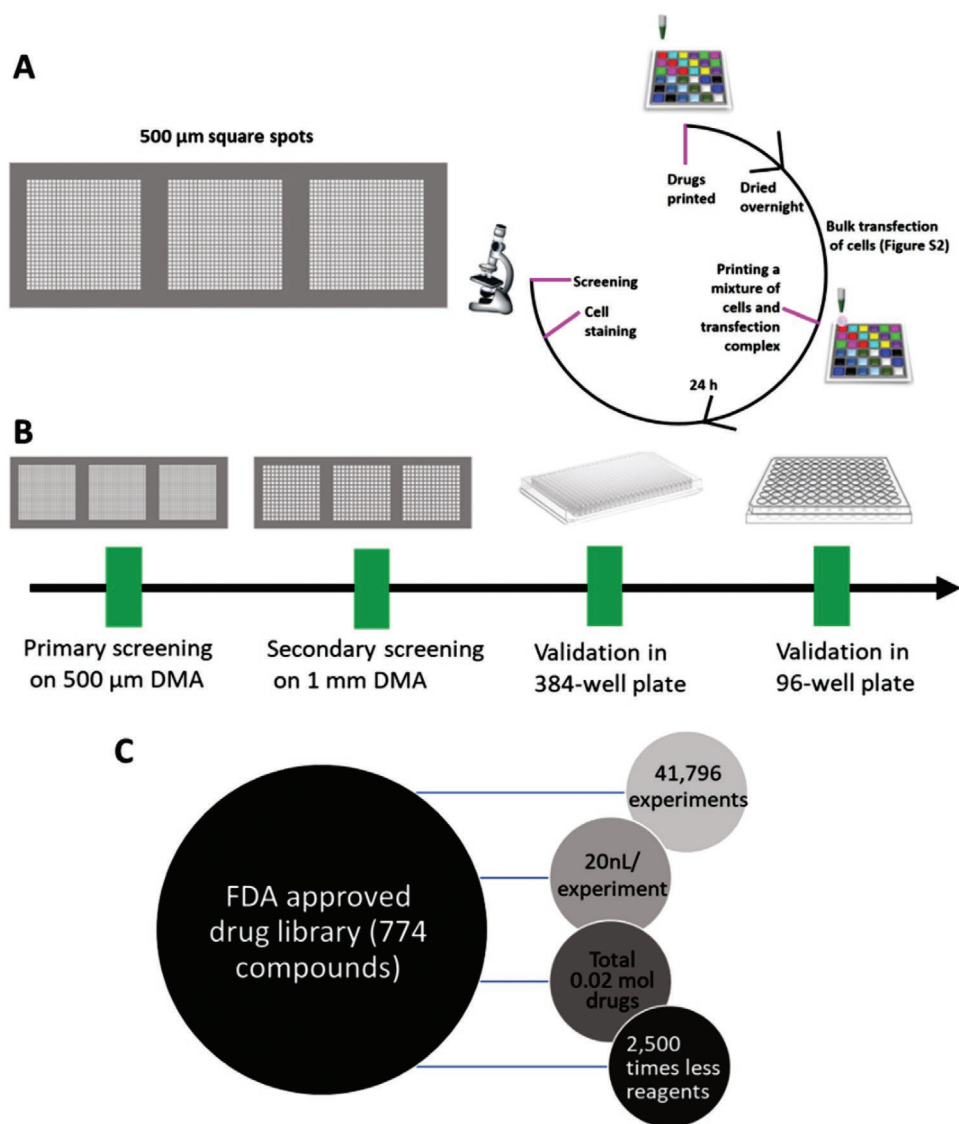 A
500 µm square spots
Drugs
printed
Dried
overnight
Bulk transfection
of cells (Figure S2)
Printing a
mixture of
cells and
transfection
complex
24 h
Cell
staining
Screening
B
Primary screening
on 500 µm DMA
Secondary screening
on 1 mm DMA
Validation in
384-well plate
Validation in
96-well plate
C
FDA approved
drug library (774
compounds)
41,796
experiments
20nL/
experiment
Total
0.02 mol
drugs
2,500
times less
reagents